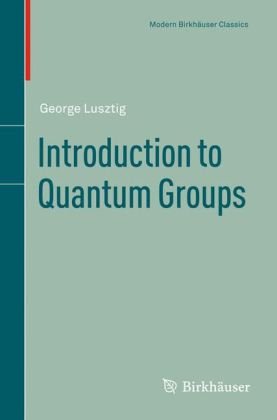 Modern Birkhäuser Classics
George Lusztig
Introduction to
Quantum Groups
Birkhäuser